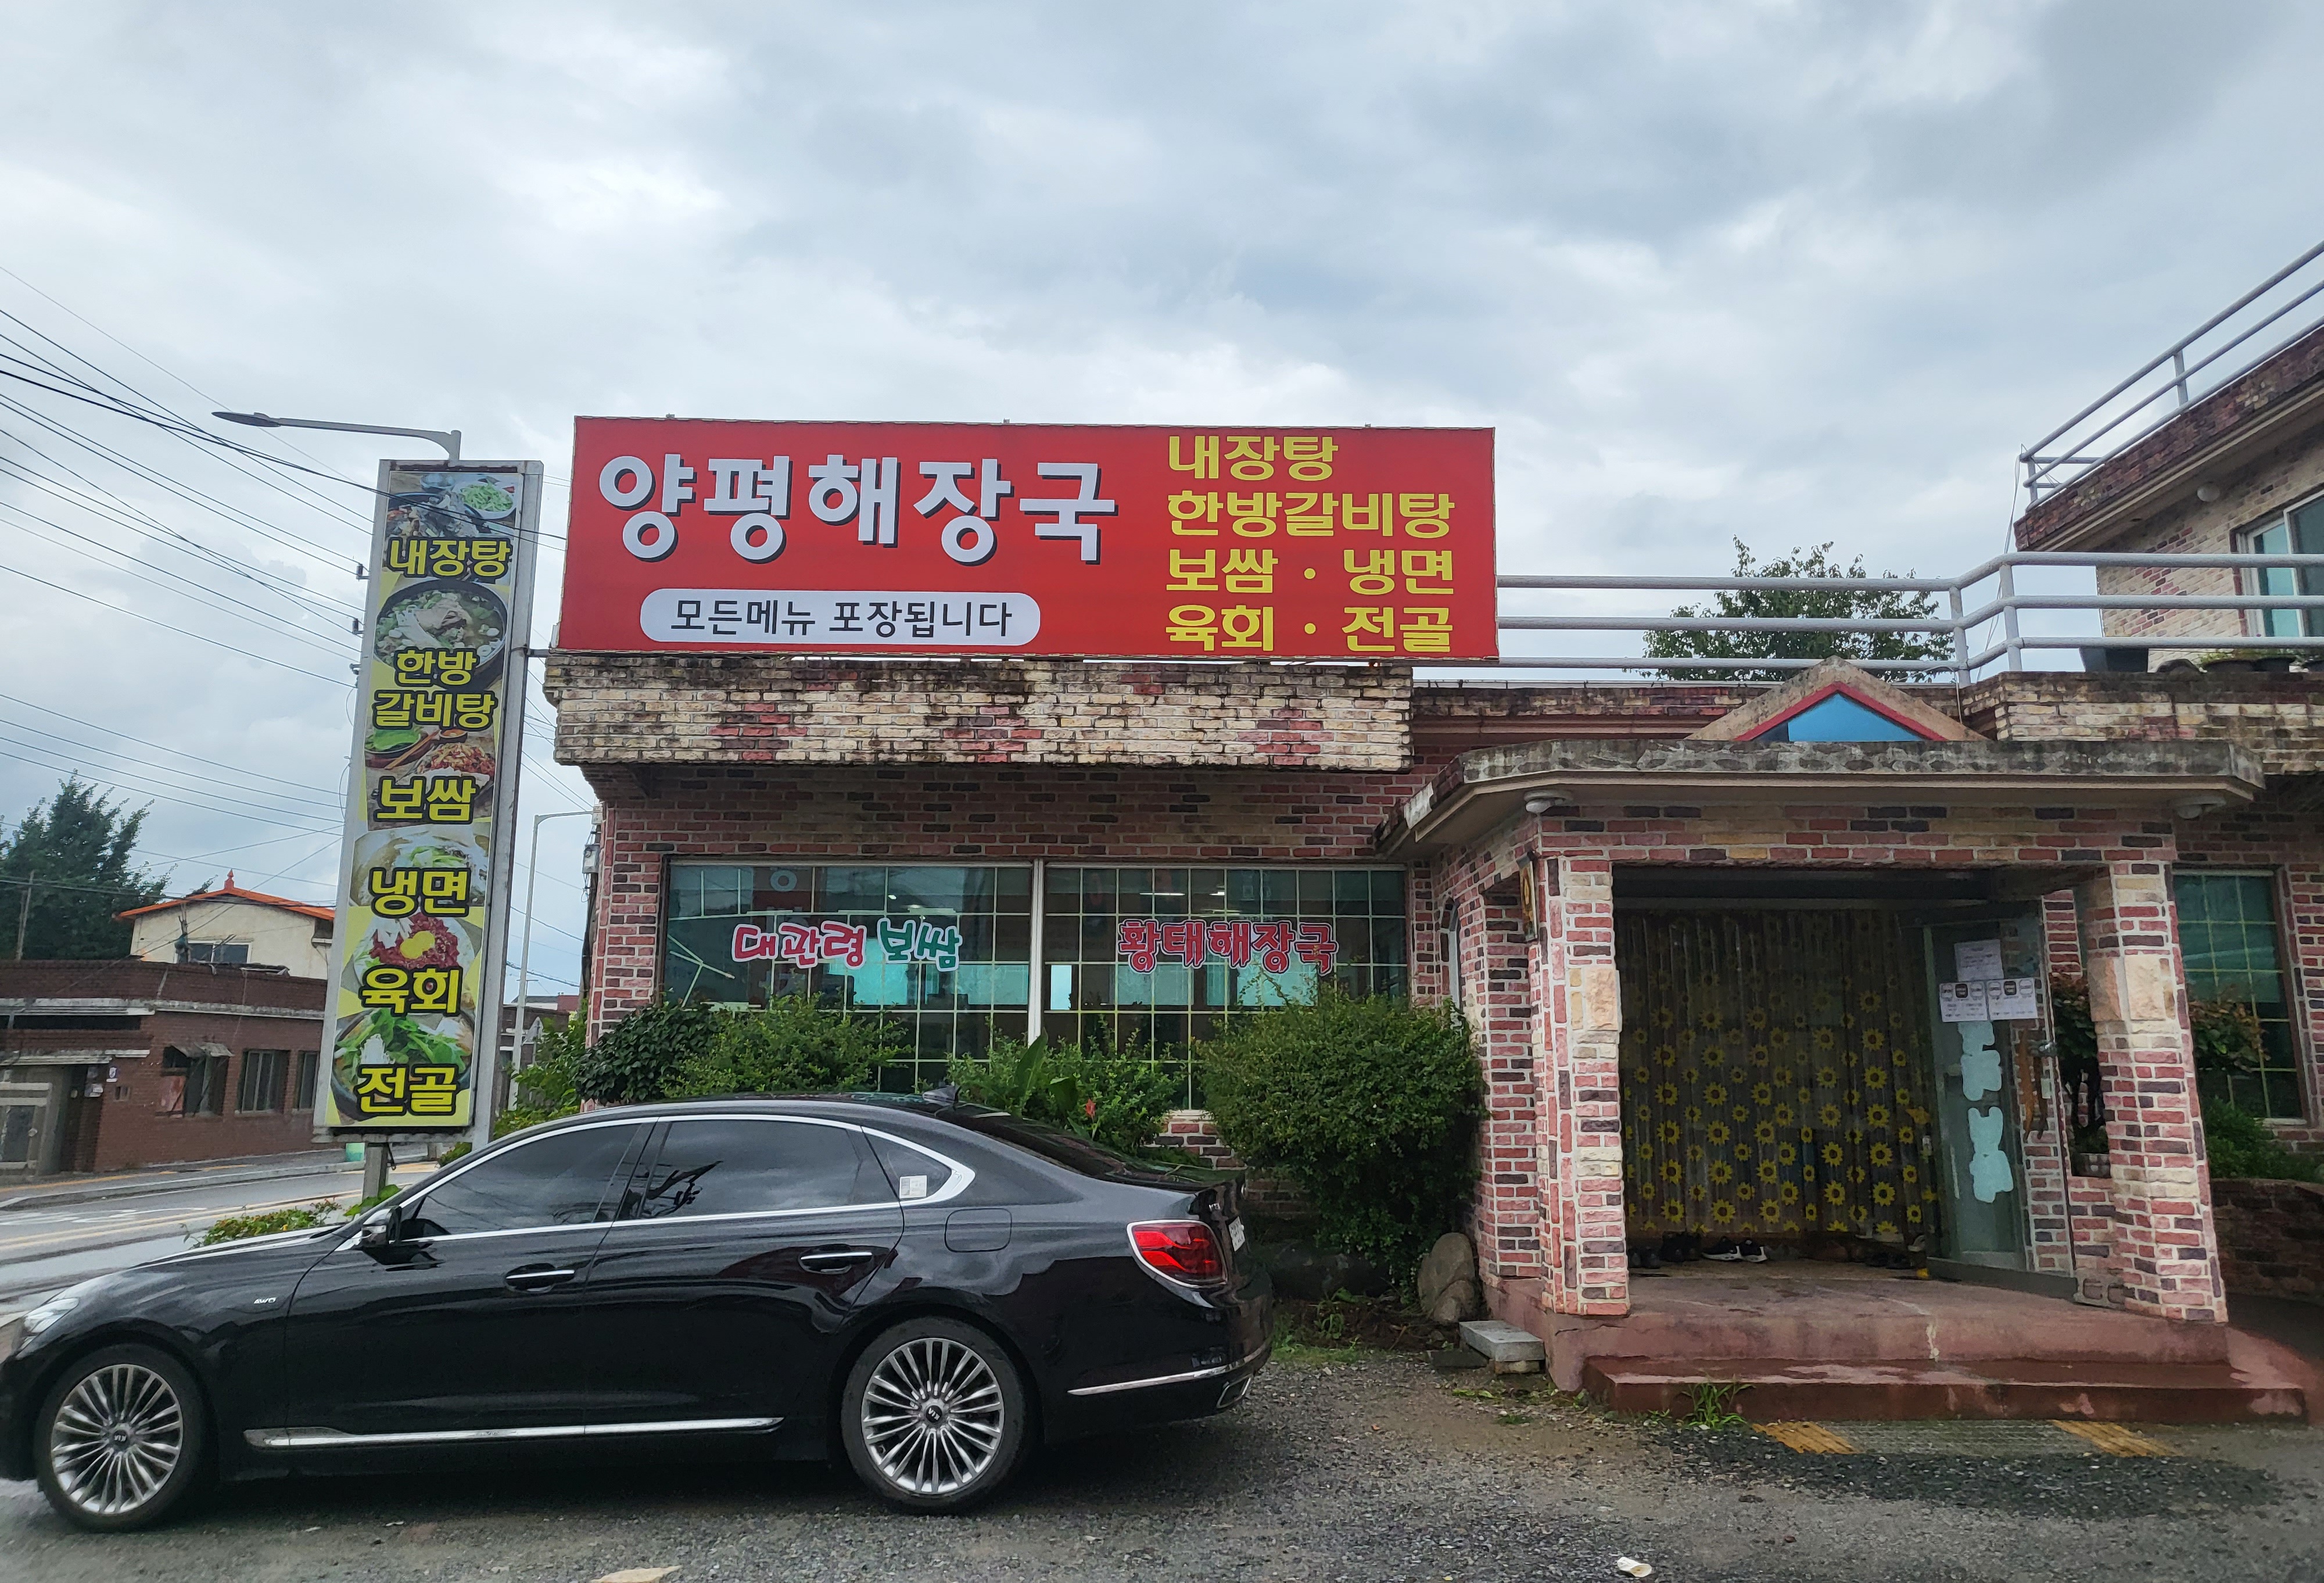 양평해장국
모든메뉴 포장됩니다
내장탕
한방갈비탕
보쌈 · 냉면
육회 · 전골
내장탕
한방
갈비탕
보쌈
냉면
육회
전골
대관령 보쌈
황태해장국